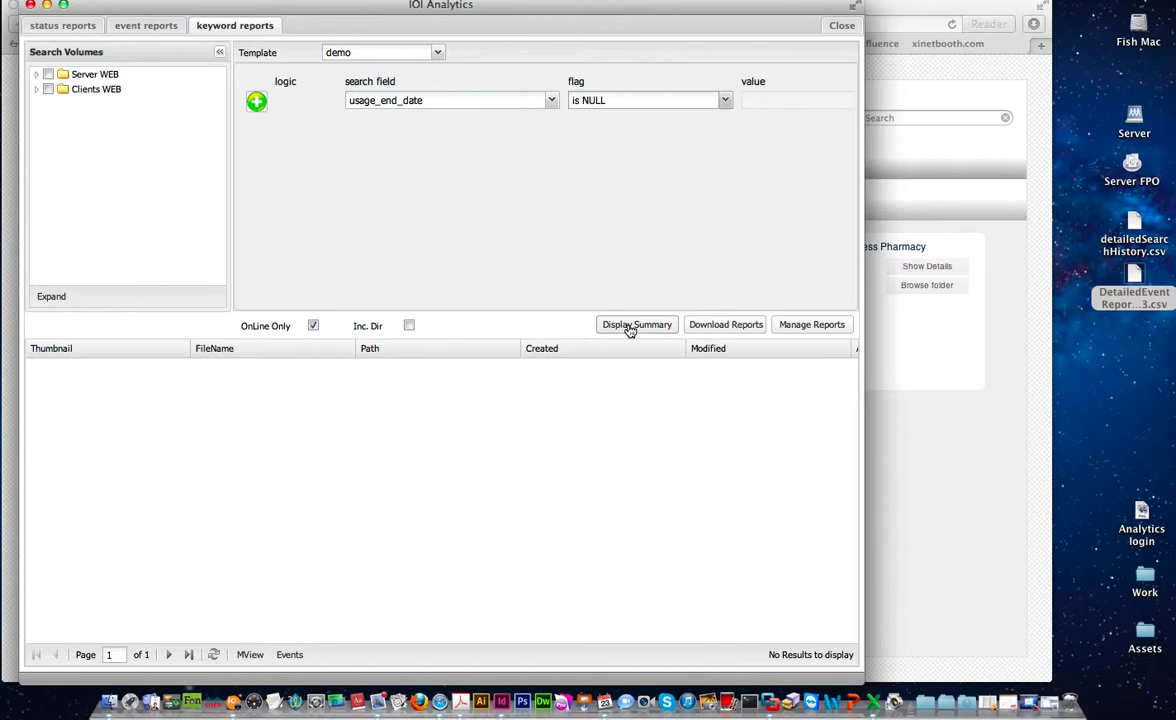 IOI Analytics
status reports event reports keyword reports Close
Search Volumes
Server WEB
Clients WEB
Expand
Template demo
logic search field flag value
usage_end_date is NULL
OnLine Only Inc. Dir Display Summary Download Reports Manage Reports
Thumbnail FileName Path Created Modified
Page 1 of 1 MView Events No Results to display
Reader
xinetbooth.com
Search
Pharmacy
Show Details
Browse folder
Fish Mac
Server
Server FPO
detailedSearc
hHistory.csv
DetailedEvent
Repor...3.csv
Analytics
login
Work
Assets